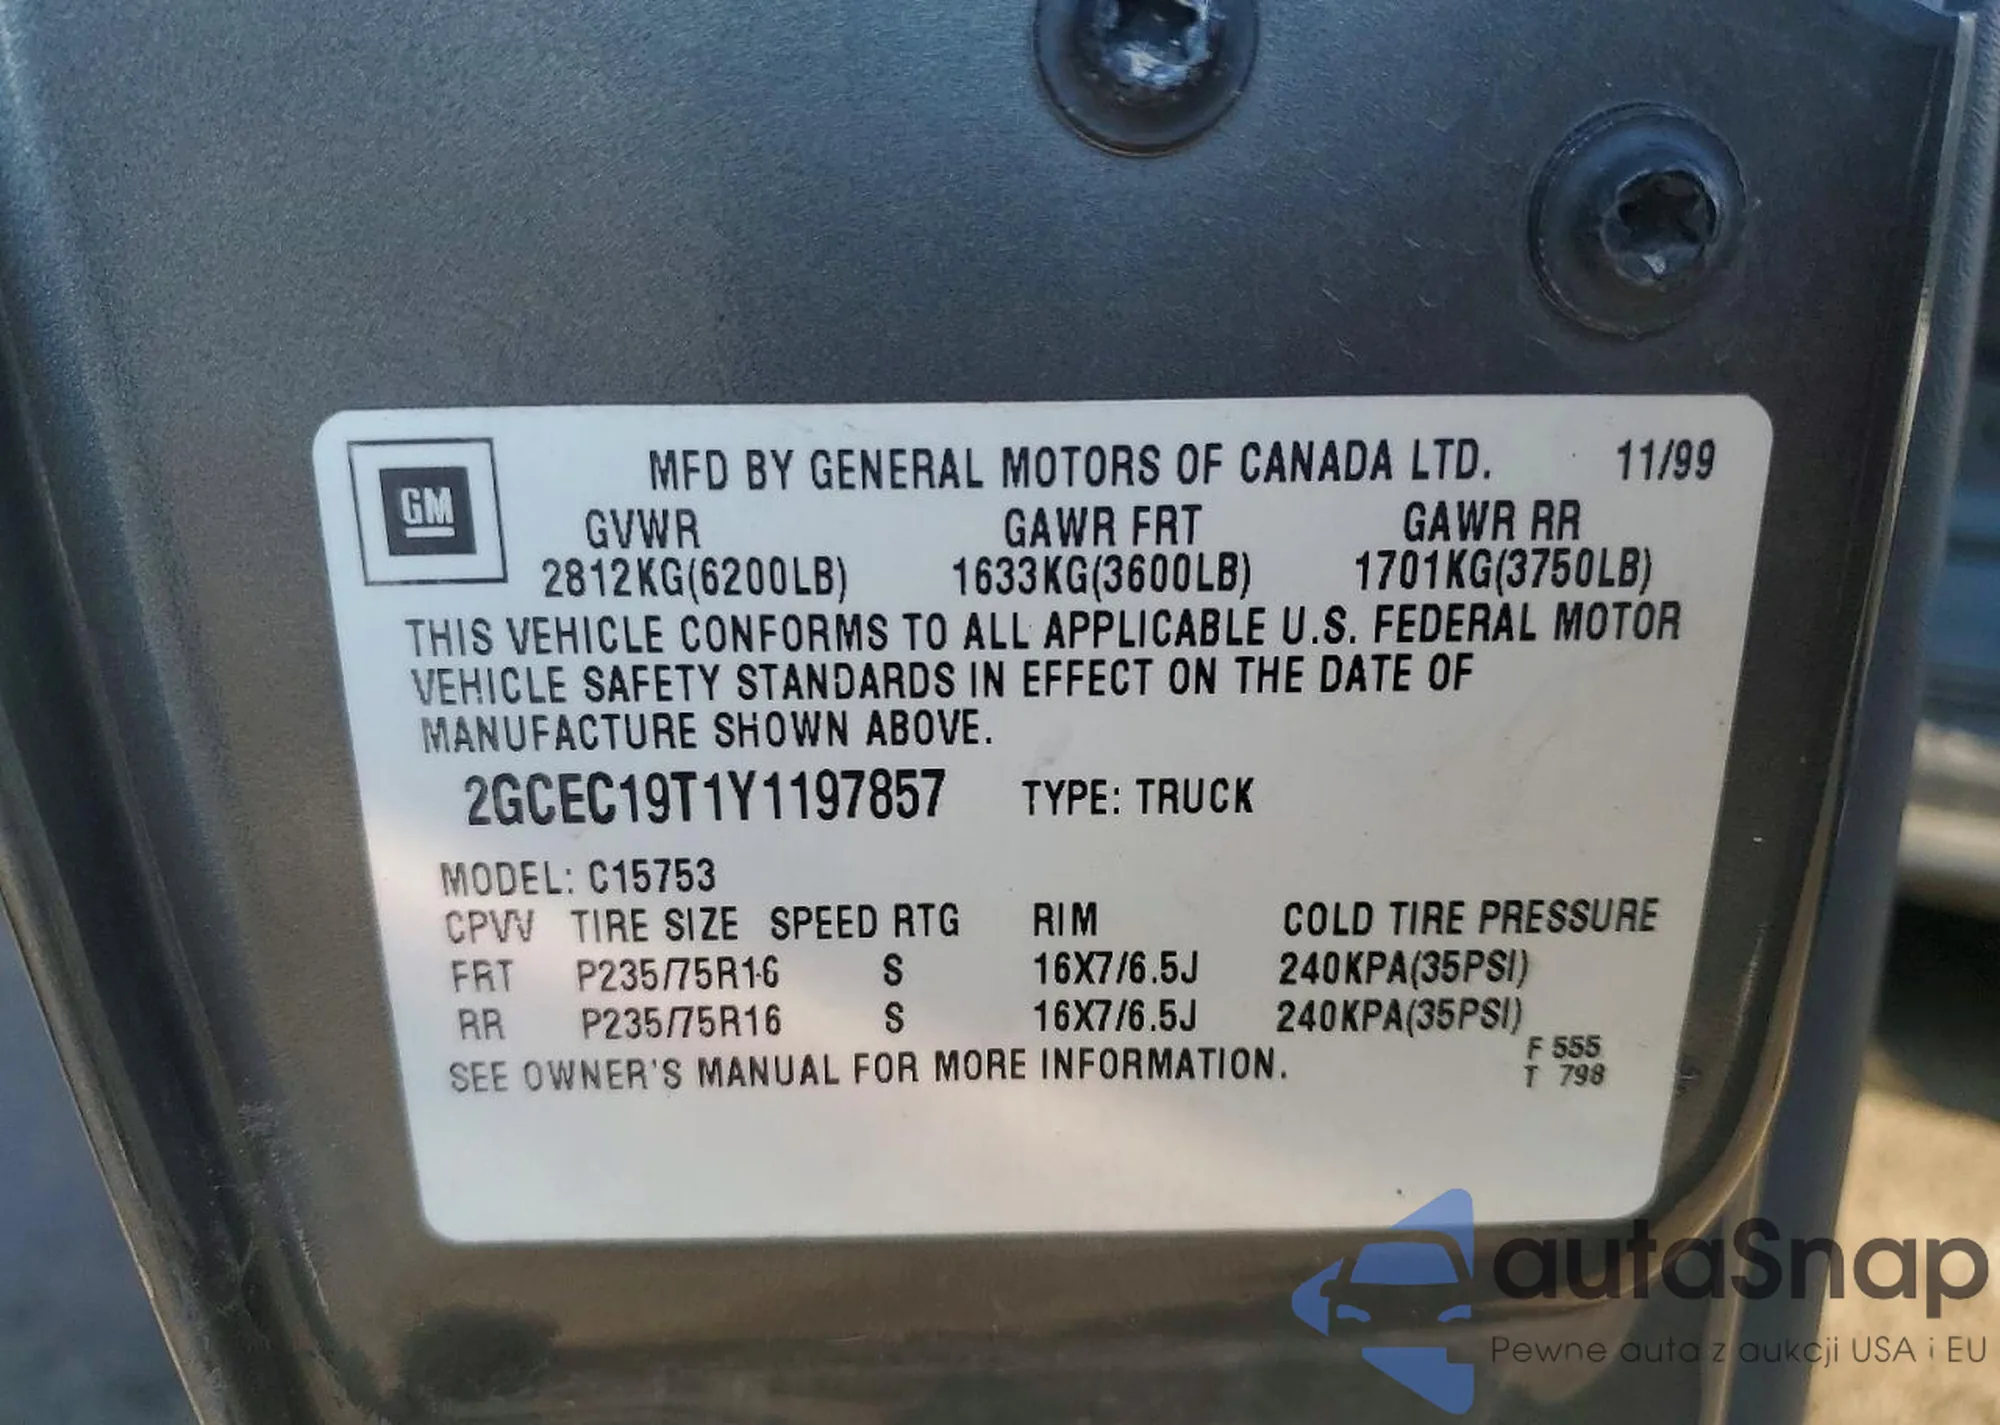 GM
MFD BY GENERAL MOTORS OF CANADA LTD. 11/99
GVWR GAWR FRT GAWR RR
2812KG(6200LB) 1633KG(3600LB) 1701KG(3750LB)
THIS VEHICLE CONFORMS TO ALL APPLICABLE U.S. FEDERAL MOTOR
VEHICLE SAFETY STANDARDS IN EFFECT ON THE DATE OF
MANUFACTURE SHOWN ABOVE.
2GCEC19T1Y1197857 TYPE: TRUCK
MODEL: C15753
CPVV TIRE SIZE SPEED RTG RIM COLD TIRE PRESSURE
FRT P235/75R16 S 16X7/6.5J 240KPA(35PSI)
RR P235/75R16 S 16X7/6.5J 240KPA(35PSI)
SEE OWNER'S MANUAL FOR MORE INFORMATION.
F 555
T 798
autaSnap
Pewne auta z aukcji USA i EU